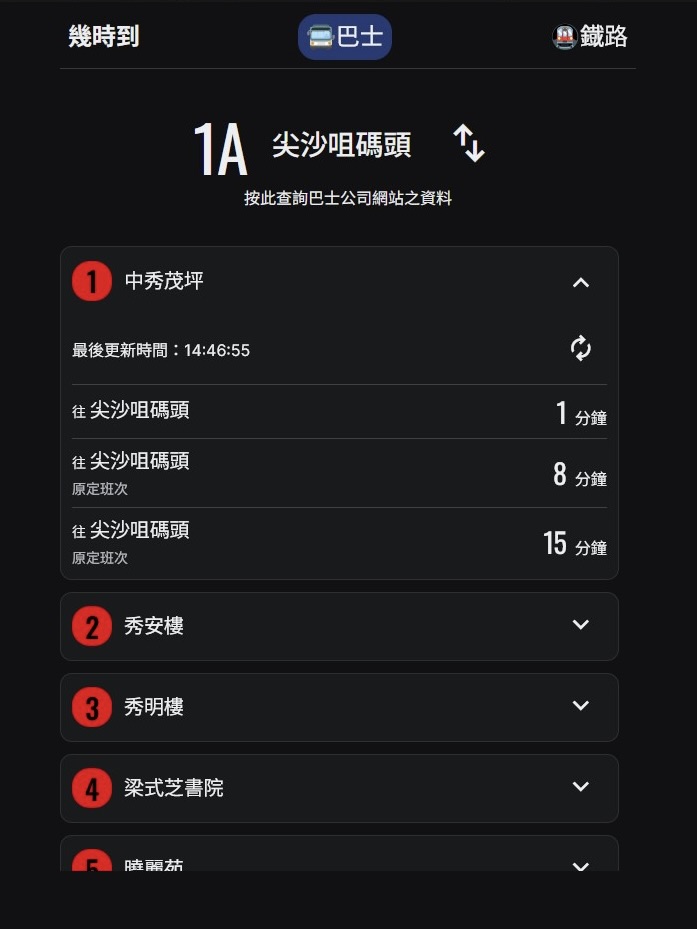 幾時到
巴士
鐵路
1A 尖沙咀碼頭
按此查詢巴士公司網站之資料
1 中秀茂坪
最後更新時間：14:46:55
往 尖沙咀碼頭 1 分鐘
往 尖沙咀碼頭 8 分鐘
原定班次
往 尖沙咀碼頭 15 分鐘
原定班次
2 秀安樓
3 秀明樓
4 梁式芝書院
5 曉麗苑